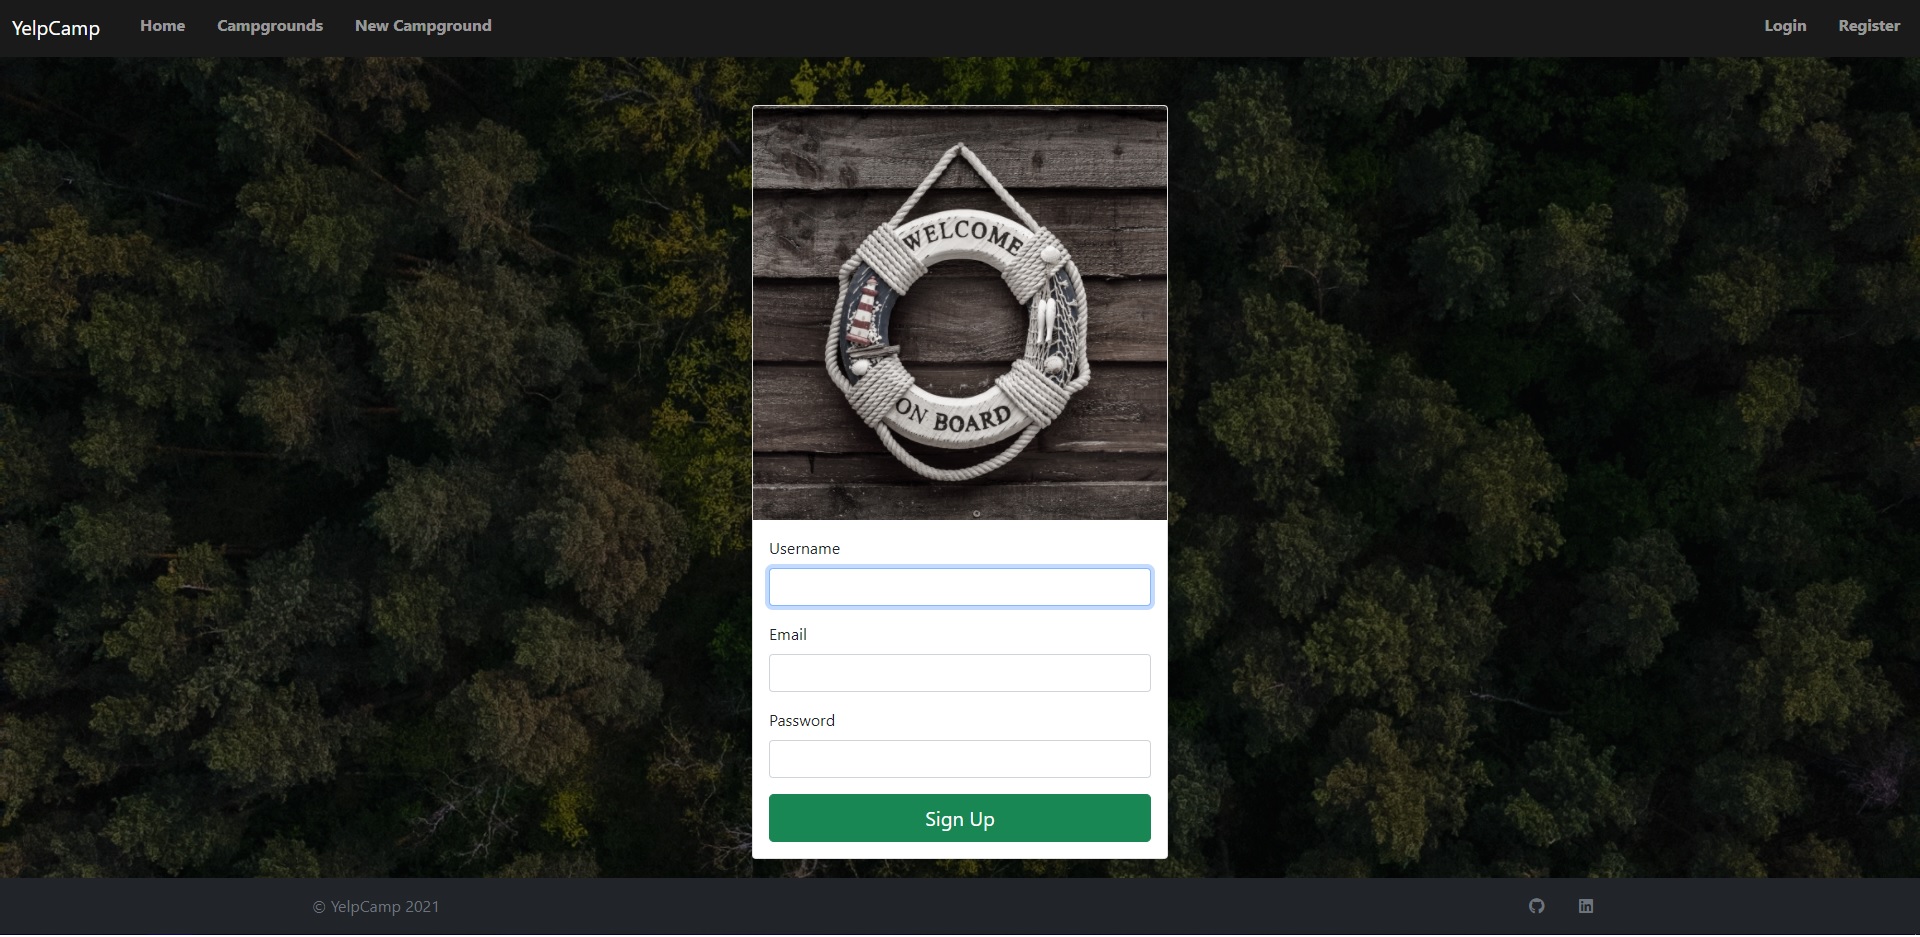 YelpCamp Home Campgrounds New Campground Login Register
WELCOME
ON BOARD
Username
Email
Password
Sign Up
© YelpCamp 2021